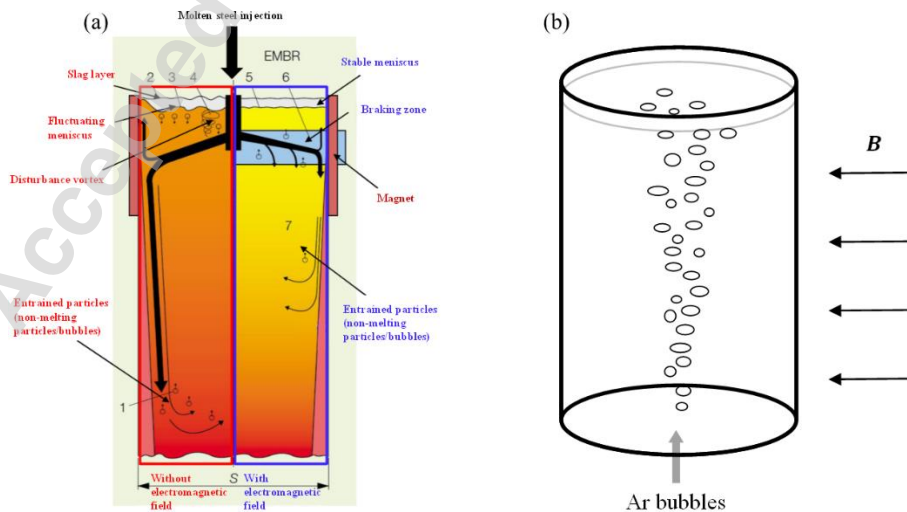 (a)
Molten steel injection
EMBR
Slag layer
2 3 4
5 6
Stable meniscus
Fluctuating
meniscus
Braking zone
Disturbance vortex
Magnet
7
Entrained particles
(non-melting
particles/bubbles)
Entrained particles
(non-melting
particles/bubbles)
1
S
Without
electromagnetic
field
With
electromagnetic
field
(b)
B
Ar bubbles
Accepted